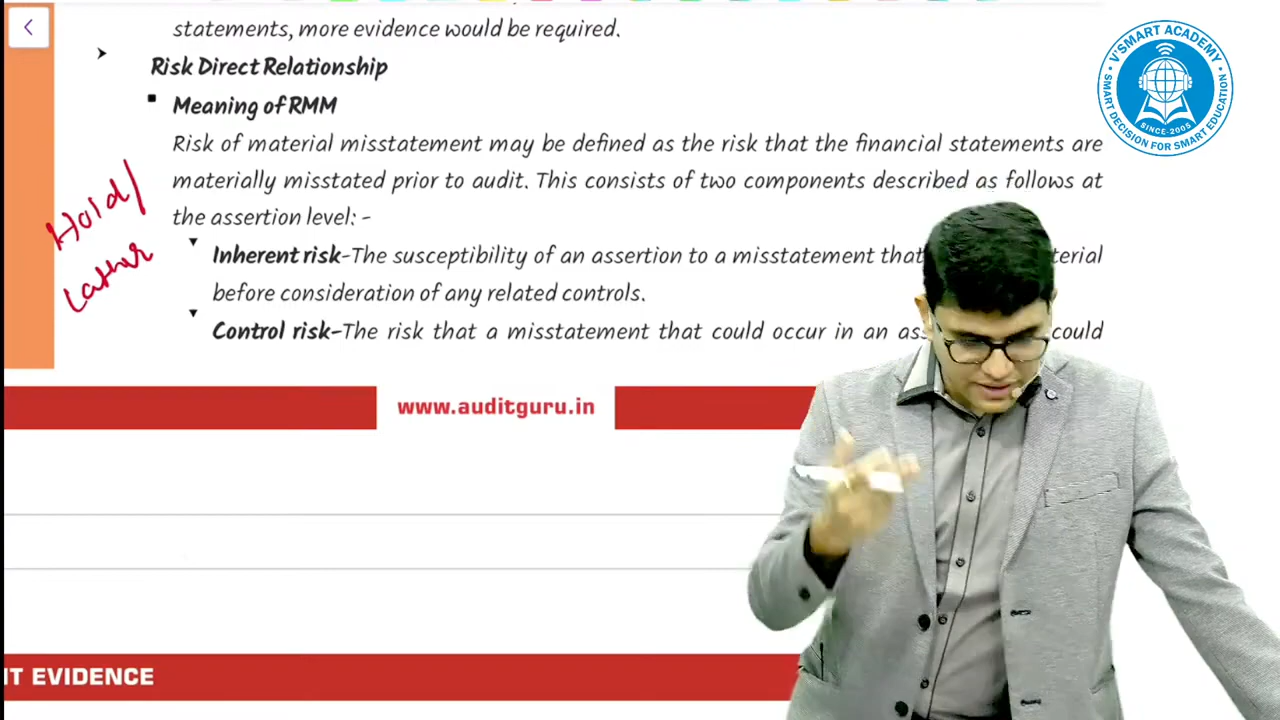 statements, more evidence would be required.
Risk Direct Relationship
Meaning of RMM
Risk of material misstatement may be defined as the risk that the financial statements are
materially misstated prior to audit. This consists of two components described as follows at
the assertion level: -
Inherent risk-The susceptibility of an assertion to a misstatement that
before consideration of any related controls.
Control risk-The risk that a misstatement that could occur in an could
Hold/
www.auditguru.in
IT EVIDENCE
V'SMART ACADEMY
SMART DECISION FOR SMART EDUCATION
SINCE-2005